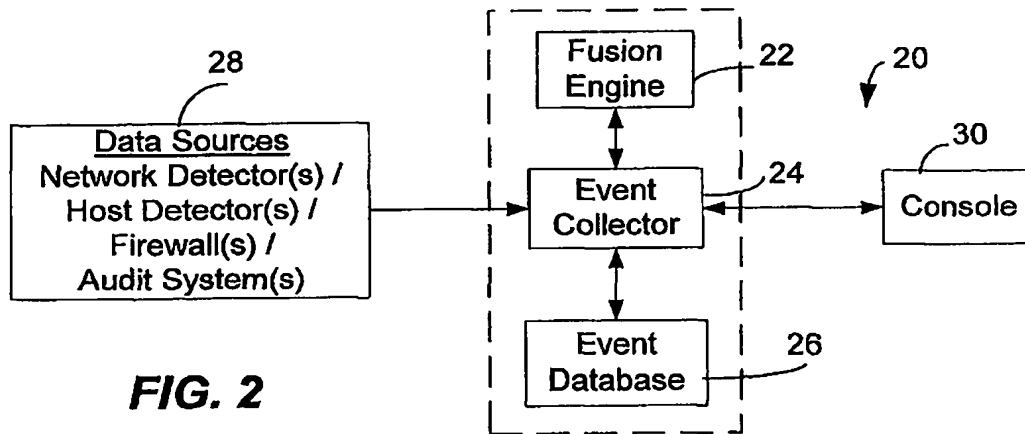 28
Data Sources
Network Detector(s) /
Host Detector(s) /
Firewall(s) /
Audit System(s)
Fusion
Engine
22
20
Event
Collector
24
30
Console
Event
Database
26
FIG. 2